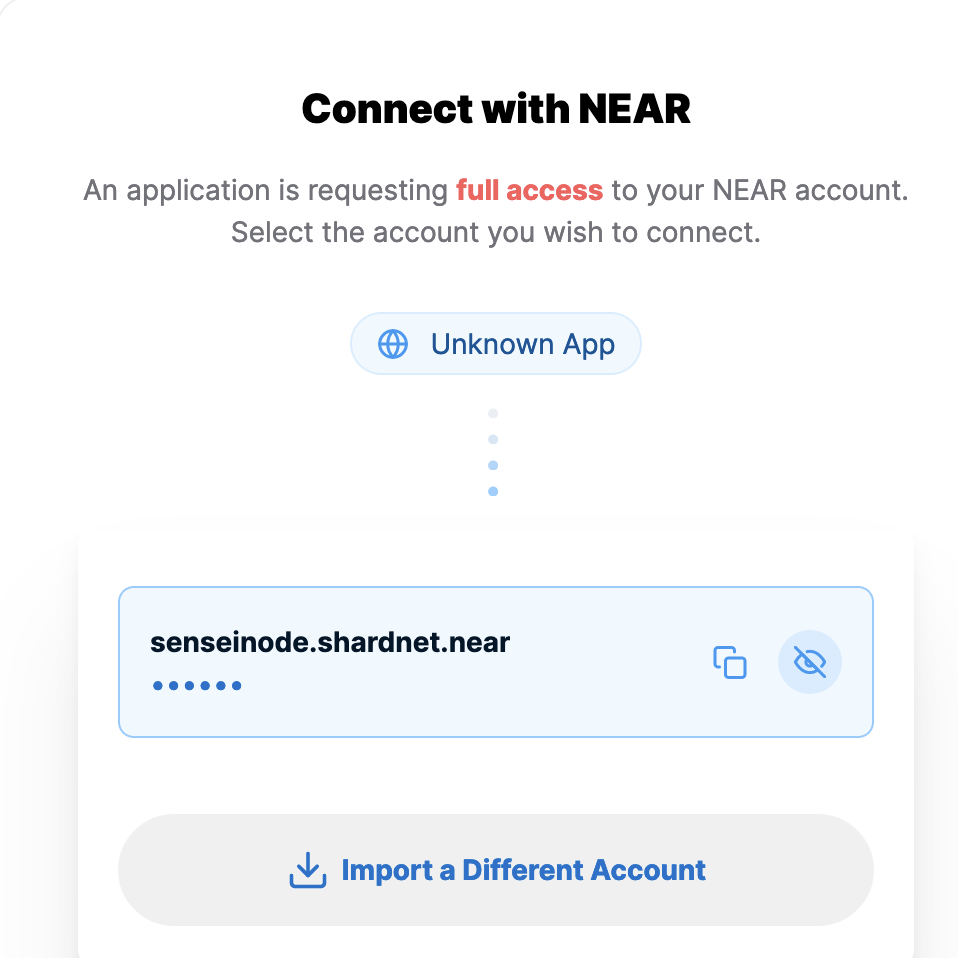 Connect with NEAR
An application is requesting full access to your NEAR account.
Select the account you wish to connect.
Unknown App
senseinode.shardnet.near
••••••
Import a Different Account